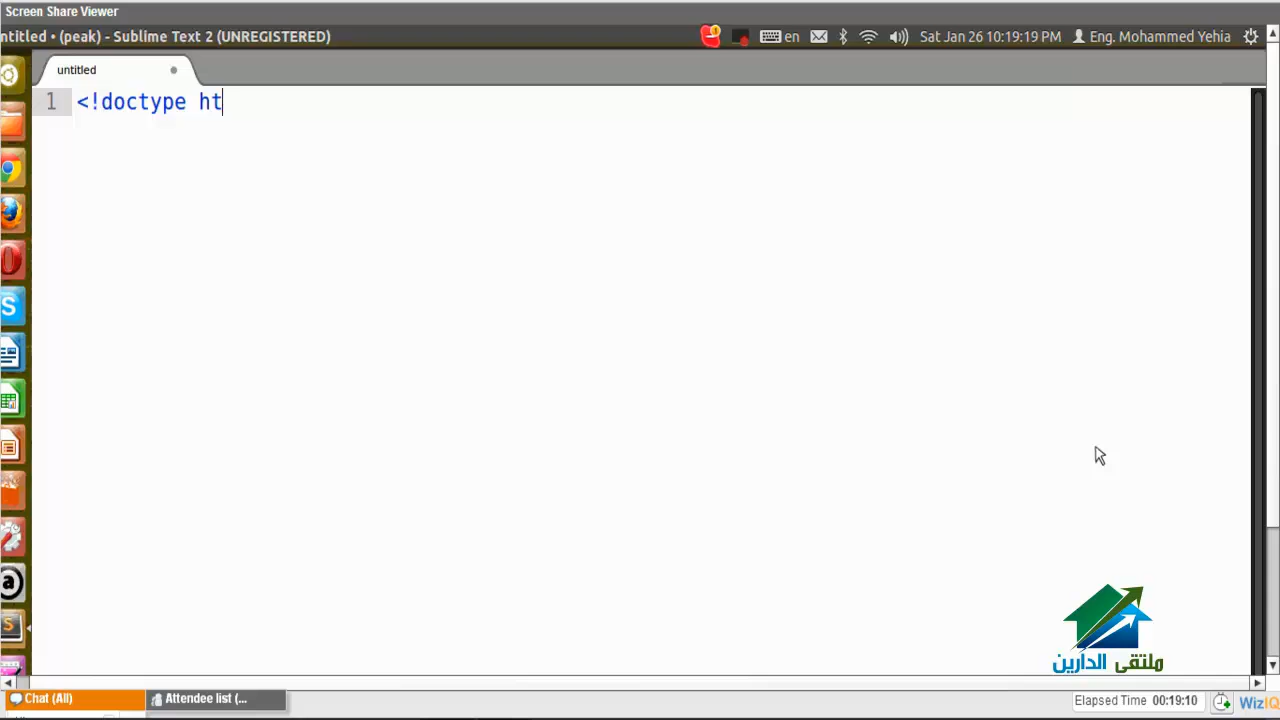 Screen Share Viewer
ntitled • (peak) - Sublime Text 2 (UNREGISTERED)
en
Sat Jan 26 10:19:19 PM
Eng. Mohammed Yehia
untitled
1 <!doctype ht
ملتقى الدارين
Chat (All)
Attendee list (...
Elapsed Time 00:19:10
WizIQ